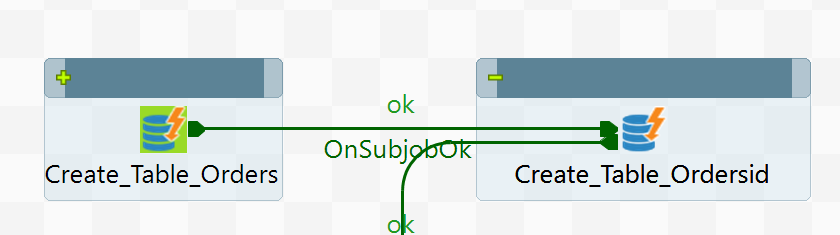 ok
OnSubjobOk
Create_Table_Orders
Create_Table_Ordersid
ok